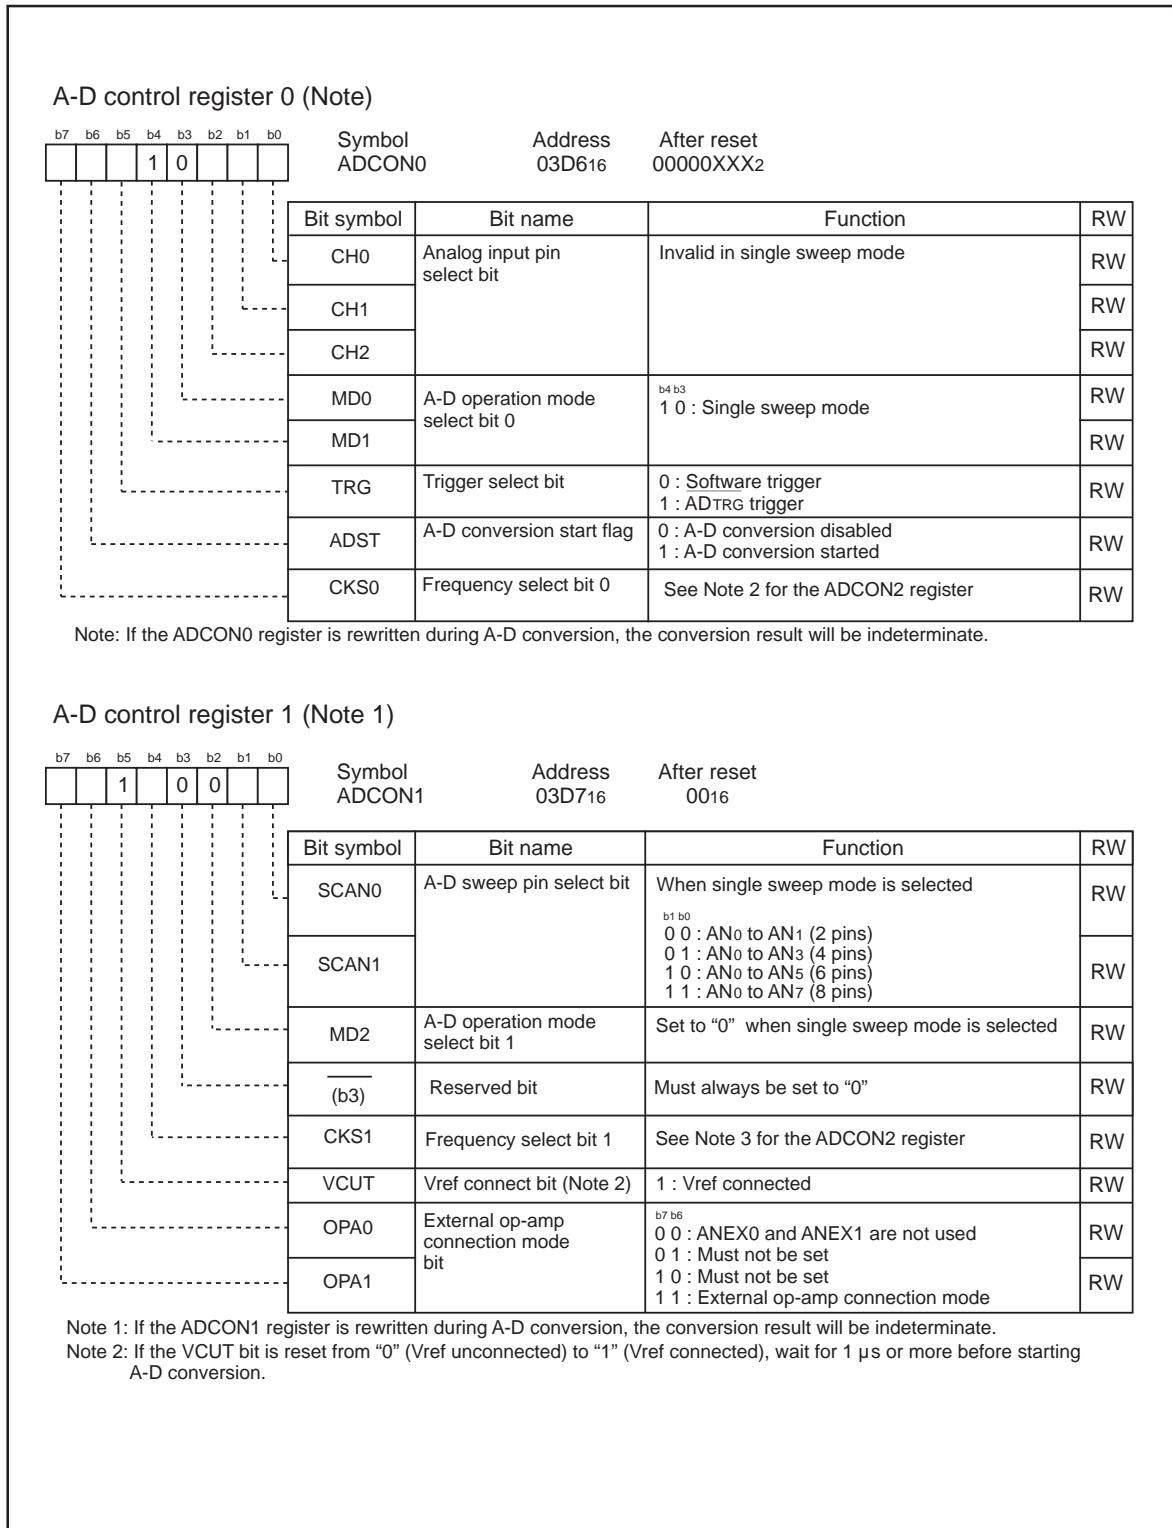 A-D control register 0 (Note)
b7 b6 b5 b4 b3 b2 b1 b0
1 0
Symbol Address After reset
ADCON0 03D616 00000XXX2
Bit symbol Bit name Function RW
CH0 Analog input pin select bit Invalid in single sweep mode RW
CH1 RW
CH2 RW
MD0 A-D operation mode select bit 0 b4 b3 RW
1 0 : Single sweep mode
MD1 RW
TRG Trigger select bit 0 : Software trigger RW
1 : ADTRG trigger
ADST A-D conversion start flag 0 : A-D conversion disabled RW
1 : A-D conversion started
CKS0 Frequency select bit 0 See Note 2 for the ADCON2 register RW
Note: If the ADCON0 register is rewritten during A-D conversion, the conversion result will be indeterminate.
A-D control register 1 (Note 1)
b7 b6 b5 b4 b3 b2 b1 b0
1 0 0
Symbol Address After reset
ADCON1 03D716 0016
Bit symbol Bit name Function RW
SCAN0 A-D sweep pin select bit When single sweep mode is selected RW
b1 b0
0 0 : AN0 to AN1 (2 pins)
0 1 : AN0 to AN3 (4 pins)
SCAN1 1 0 : AN0 to AN5 (6 pins) RW
1 1 : AN0 to AN7 (8 pins)
MD2 A-D operation mode select bit 1 Set to “0” when single sweep mode is selected RW
(b3) Reserved bit Must always be set to “0” RW
CKS1 Frequency select bit 1 See Note 3 for the ADCON2 register RW
VCUT Vref connect bit (Note 2) 1 : Vref connected RW
OPA0 External op-amp connection mode bit b7 b6 RW
0 0 : ANEX0 and ANEX1 are not used
0 1 : Must not be set
OPA1 1 0 : Must not be set RW
1 1 : External op-amp connection mode
Note 1: If the ADCON1 register is rewritten during A-D conversion, the conversion result will be indeterminate.
Note 2: If the VCUT bit is reset from “0” (Vref unconnected) to “1” (Vref connected), wait for 1 µs or more before starting
A-D conversion.